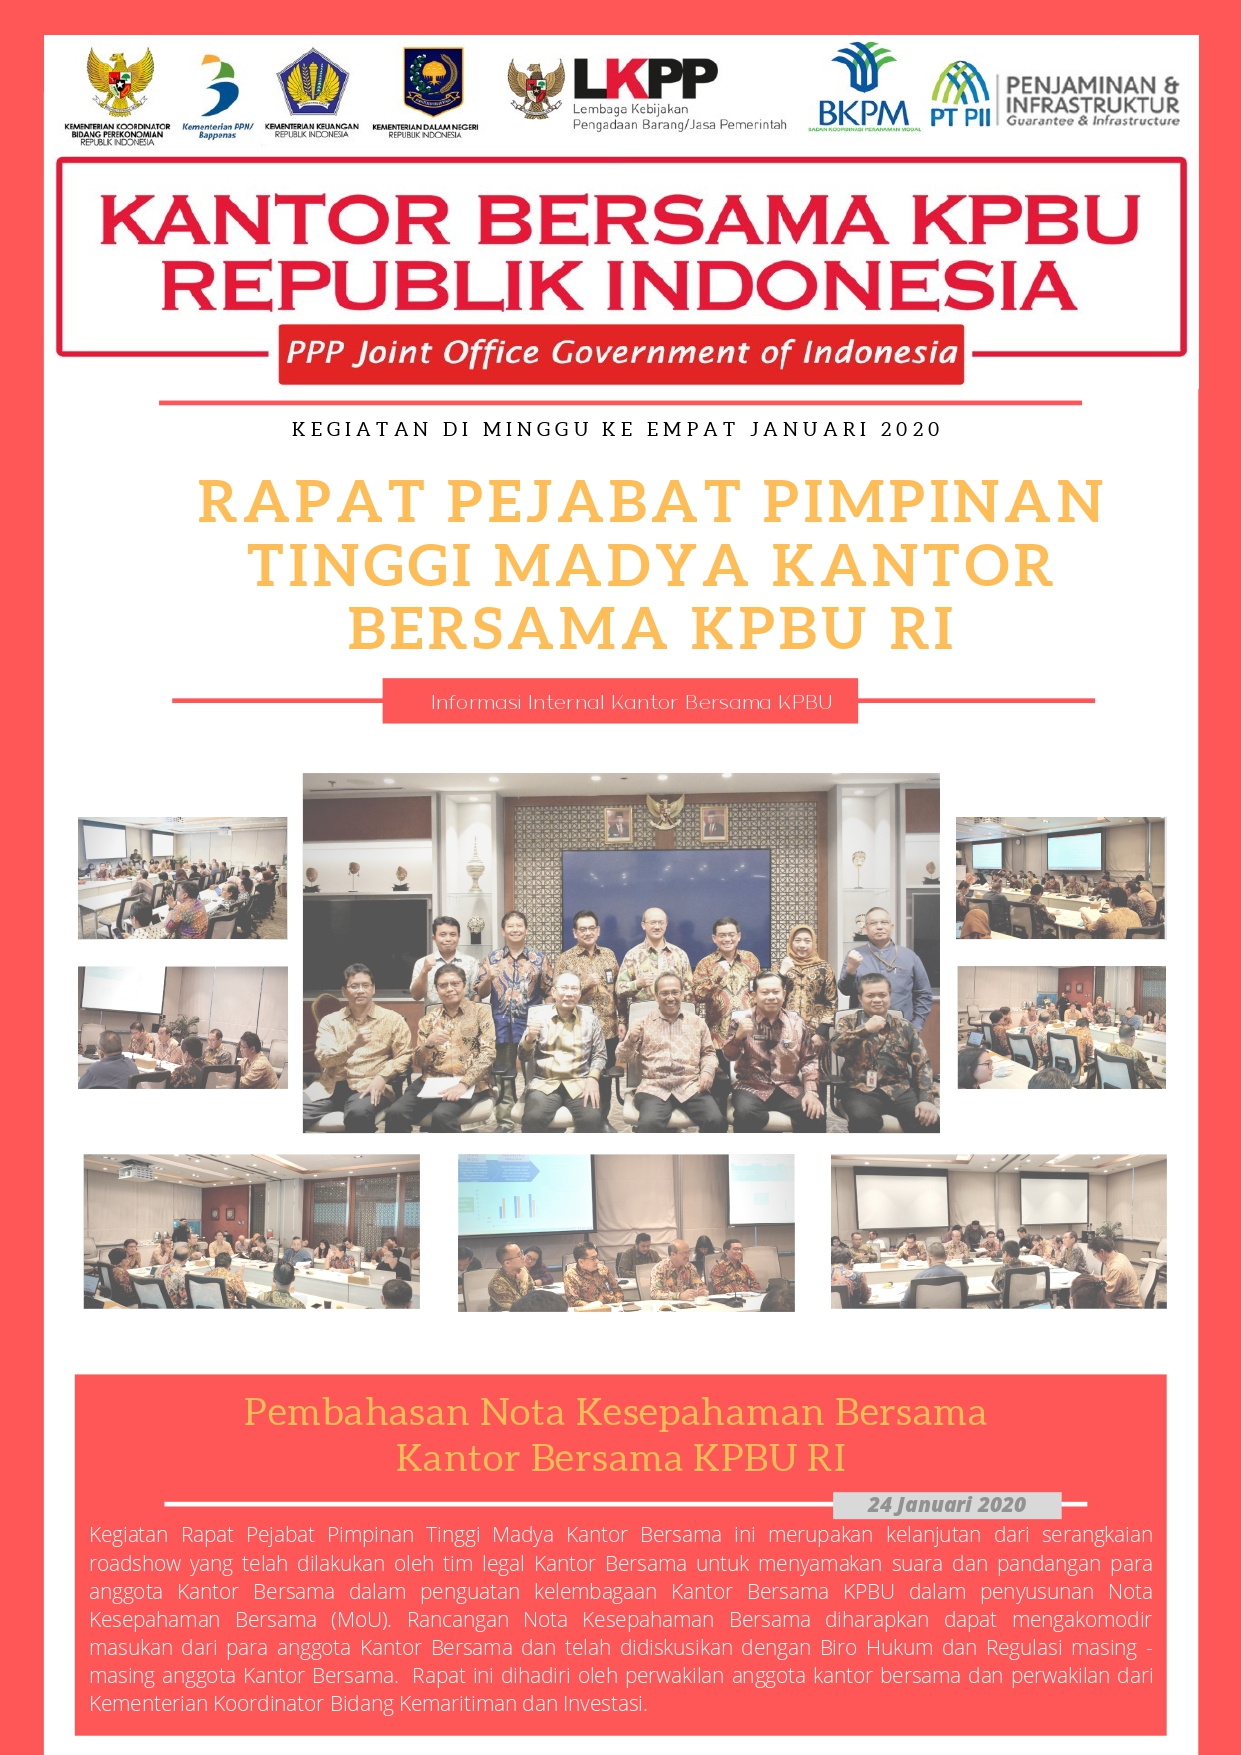 KEMENTERIAN KOORDINATOR
BIDANG PEREKONOMIAN
REPUBLIK INDONESIA
Kementerian PPN/
Bappenas
KEMENTERIAN KEUANGAN
REPUBLIK INDONESIA
KEMENTERIAN DALAM NEGERI
REPUBLIK INDONESIA
LKPP
Lembaga Kebijakan
Pengadaan Barang/Jasa Pemerintah
BKPM
BADAN KOORDINASI PENANAMAN MODAL
PT PII
PENJAMINAN &
INFRASTRUKTUR
Guarantee & Infrastructure
KANTOR BERSAMA KPBU
REPUBLIK INDONESIA
PPP Joint Office Government of Indonesia
KEGIATAN DI MINGGU KE EMPAT JANUARI 2020
RAPAT PEJABAT PIMPINAN
TINGGI MADYA KANTOR
BERSAMA KPBU RI
Informasi Internal Kantor Bersama KPBU
Pembahasan Nota Kesepahaman Bersama
Kantor Bersama KPBU RI
24 Januari 2020
Kegiatan Rapat Pejabat Pimpinan Tinggi Madya Kantor Bersama ini merupakan kelanjutan dari serangkaian
roadshow yang telah dilakukan oleh tim legal Kantor Bersama untuk menyamakan suara dan pandangan para
anggota Kantor Bersama dalam penguatan kelembagaan Kantor Bersama KPBU dalam penyusunan Nota
Kesepahaman Bersama (MoU). Rancangan Nota Kesepahaman Bersama diharapkan dapat mengakomodir
masukan dari para anggota Kantor Bersama dan telah didiskusikan dengan Biro Hukum dan Regulasi masing -
masing anggota Kantor Bersama. Rapat ini dihadiri oleh perwakilan anggota kantor bersama dan perwakilan dari
Kementerian Koordinator Bidang Kemaritiman dan Investasi.